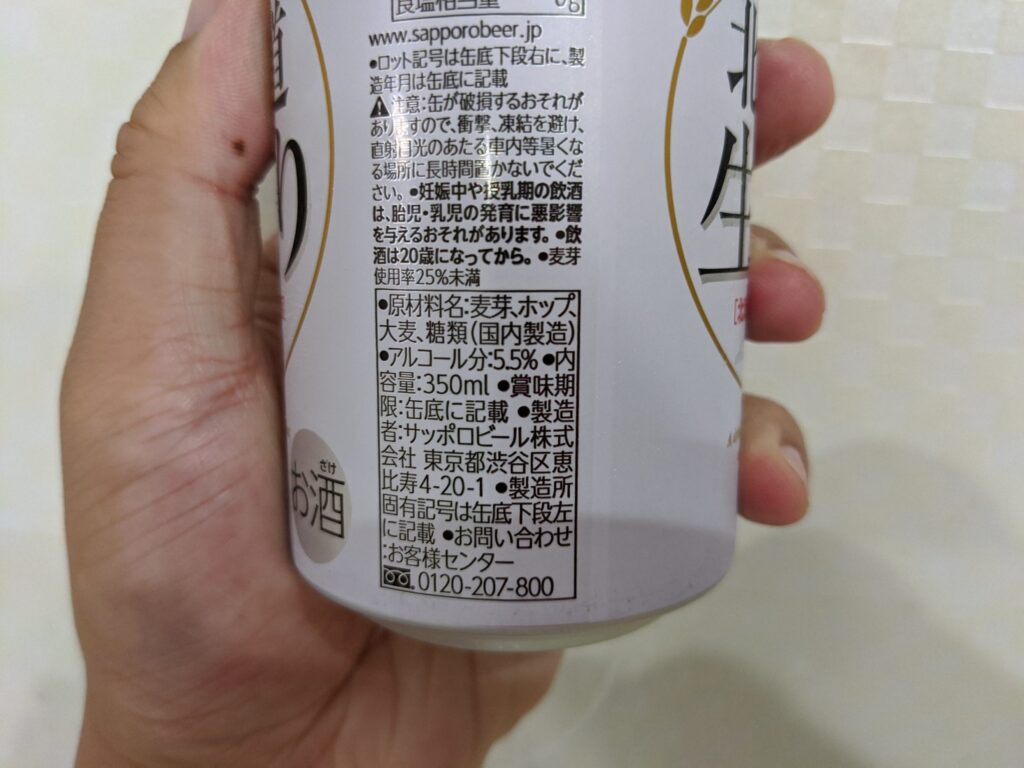 食塩相当量 0g
www.sapporobeer.jp
●ロット記号は缶底下段右に、製
造年月は缶底に記載
⚠注意:缶が破損するおそれが
ありますので、衝撃、凍結を避け、
直射日光のあたる車内等暑くな
る場所に長時間置かないでくだ
さい。●妊娠中や授乳期の飲酒
は、胎児・乳児の発育に悪影響
を与えるおそれがあります。●飲
酒は20歳になってから。●麦芽
使用率25%未満
●原材料名:麦芽、ホップ、
大麦、糖類(国内製造)
●アルコール分:5.5%●内
容量:350ml ●賞味期
限:缶底に記載 ●製造
者:サッポロビール株式
会社 東京都渋谷区恵
比寿4-20-1 ●製造所
固有記号は缶底下段左
に記載 ●お問い合わせ
:お客様センター
0120-207-800
お酒
さけ
北
生